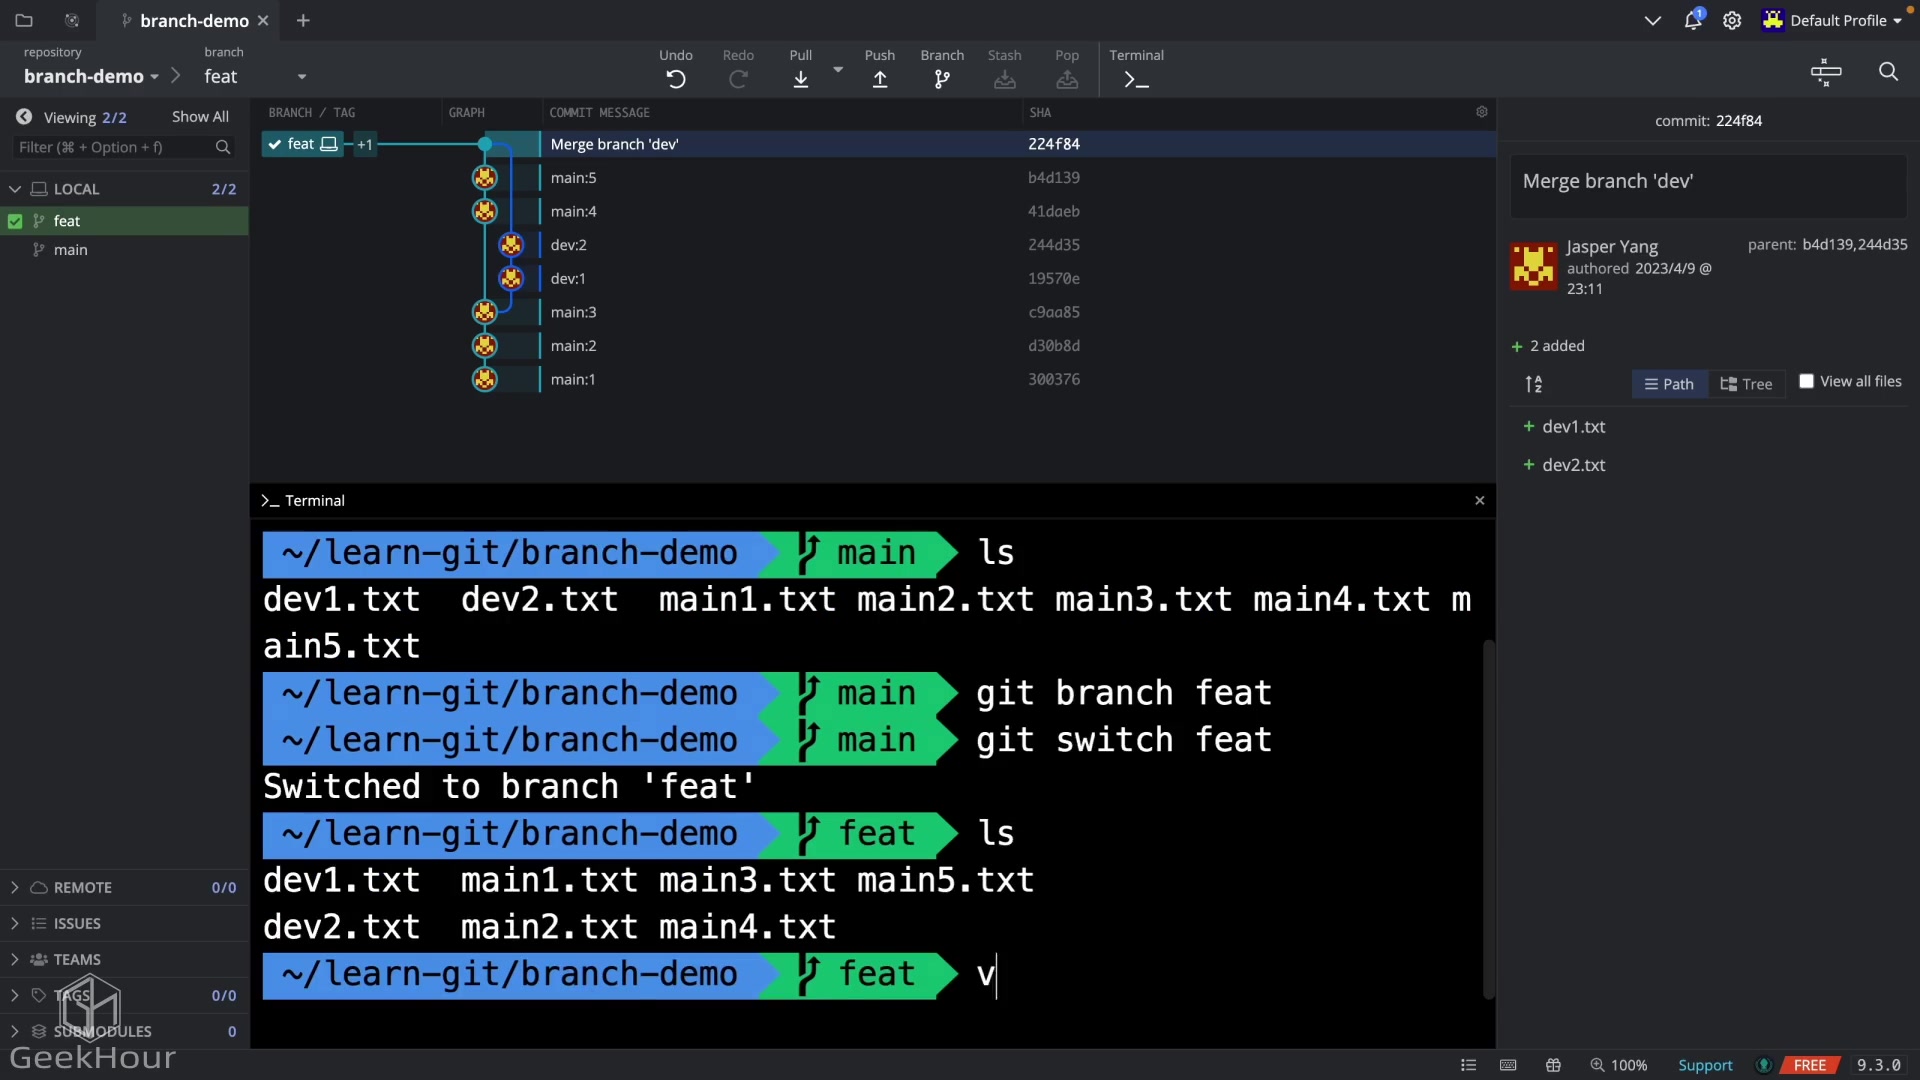 branch-demo
1
Default Profile
repository
branch-demo
branch
feat
Undo
Redo
Pull
Push
Branch
Stash
Pop
Terminal
Viewing 2/2
Show All
Filter (⌘ + Option + f)
LOCAL
2/2
feat
main
REMOTE
0/0
ISSUES
TEAMS
TAGS
0/0
SUBMODULES
0
GeekHour
BRANCH / TAG
GRAPH
COMMIT MESSAGE
SHA
feat
+1
Merge branch 'dev'
224f84
main:5
b4d139
main:4
41daeb
dev:2
244d35
dev:1
19570e
main:3
c9aa85
main:2
d30b8d
main:1
300376
>_ Terminal
~/learn-git/branch-demo main ls
dev1.txt dev2.txt main1.txt main2.txt main3.txt main4.txt m
ain5.txt
~/learn-git/branch-demo main git branch feat
~/learn-git/branch-demo main git switch feat
Switched to branch 'feat'
~/learn-git/branch-demo feat ls
dev1.txt main1.txt main3.txt main5.txt
dev2.txt main2.txt main4.txt
~/learn-git/branch-demo feat v
commit: 224f84
Merge branch 'dev'
Jasper Yang
authored 2023/4/9 @
23:11
parent: b4d139,244d35
+ 2 added
Path
Tree
View all files
+ dev1.txt
+ dev2.txt
100%
Support
FREE
9.3.0